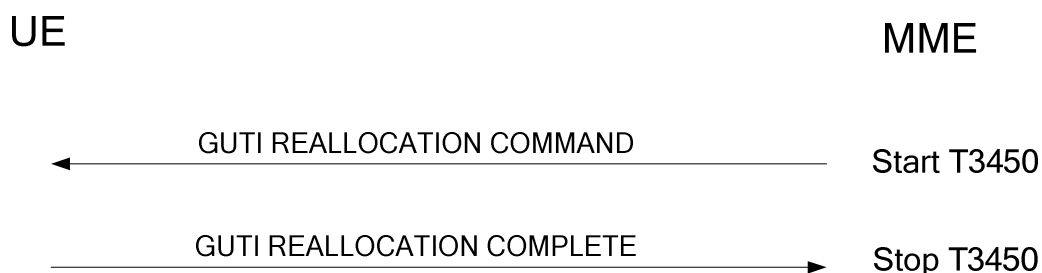 UE
MME
GUTI REALLOCATION COMMAND
Start T3450
GUTI REALLOCATION COMPLETE
Stop T3450